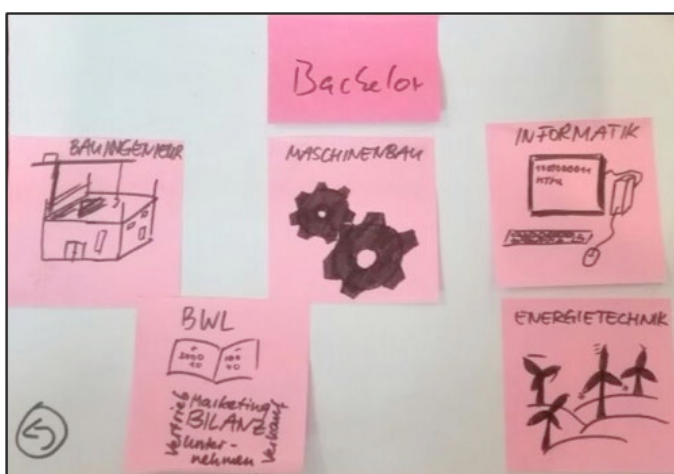 Bachelor
BAUINGENIEUR
MASCHINENBAU
INFORMATIK
HTML
BWL
Vertrieb
Marketing
BILANZ
Verkauf
Unter-
nehmen
ENERGIETECHNIK